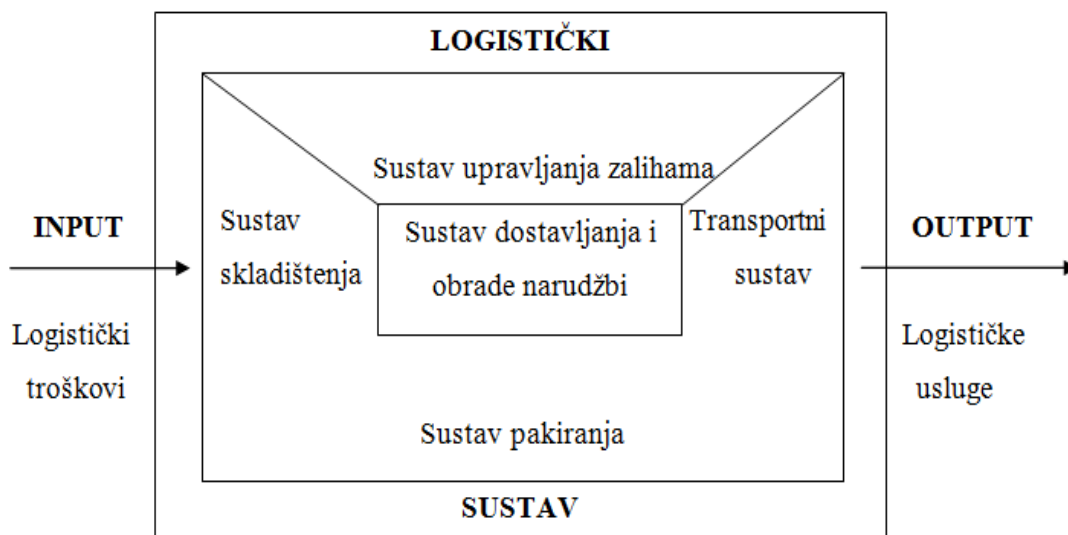 LOGISTIČKI
Sustav upravljanja zalihama
INPUT
Logistički
troškovi
Sustav
skladištenja
Sustav dostavljanja i
obrade narudžbi
Transportni
sustav
OUTPUT
Logističke
usluge
Sustav pakiranja
SUSTAV